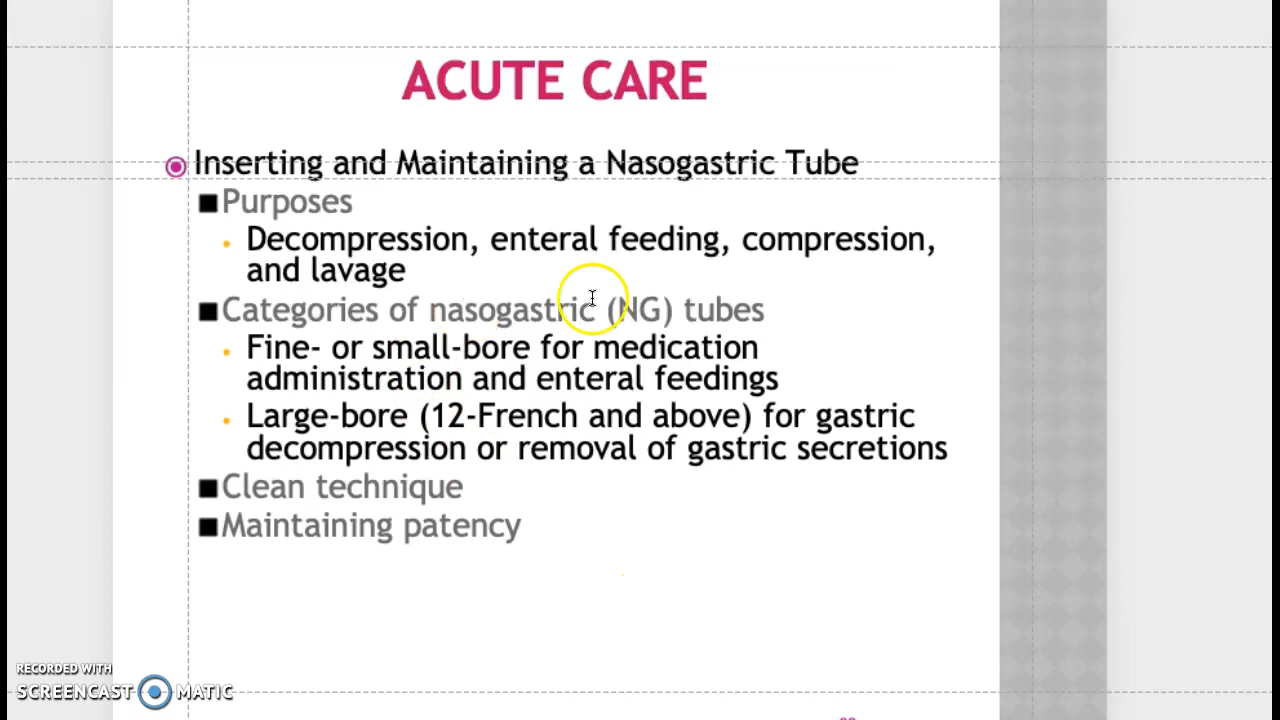 ACUTE CARE
Inserting and Maintaining a Nasogastric Tube
Purposes
Decompression, enteral feeding, compression,
and lavage
Categories of nasogastric (NG) tubes
Fine- or small-bore for medication
administration and enteral feedings
Large-bore (12-French and above) for gastric
decompression or removal of gastric secretions
Clean technique
Maintaining patency
RECORDED WITH
SCREENCAST MATIC